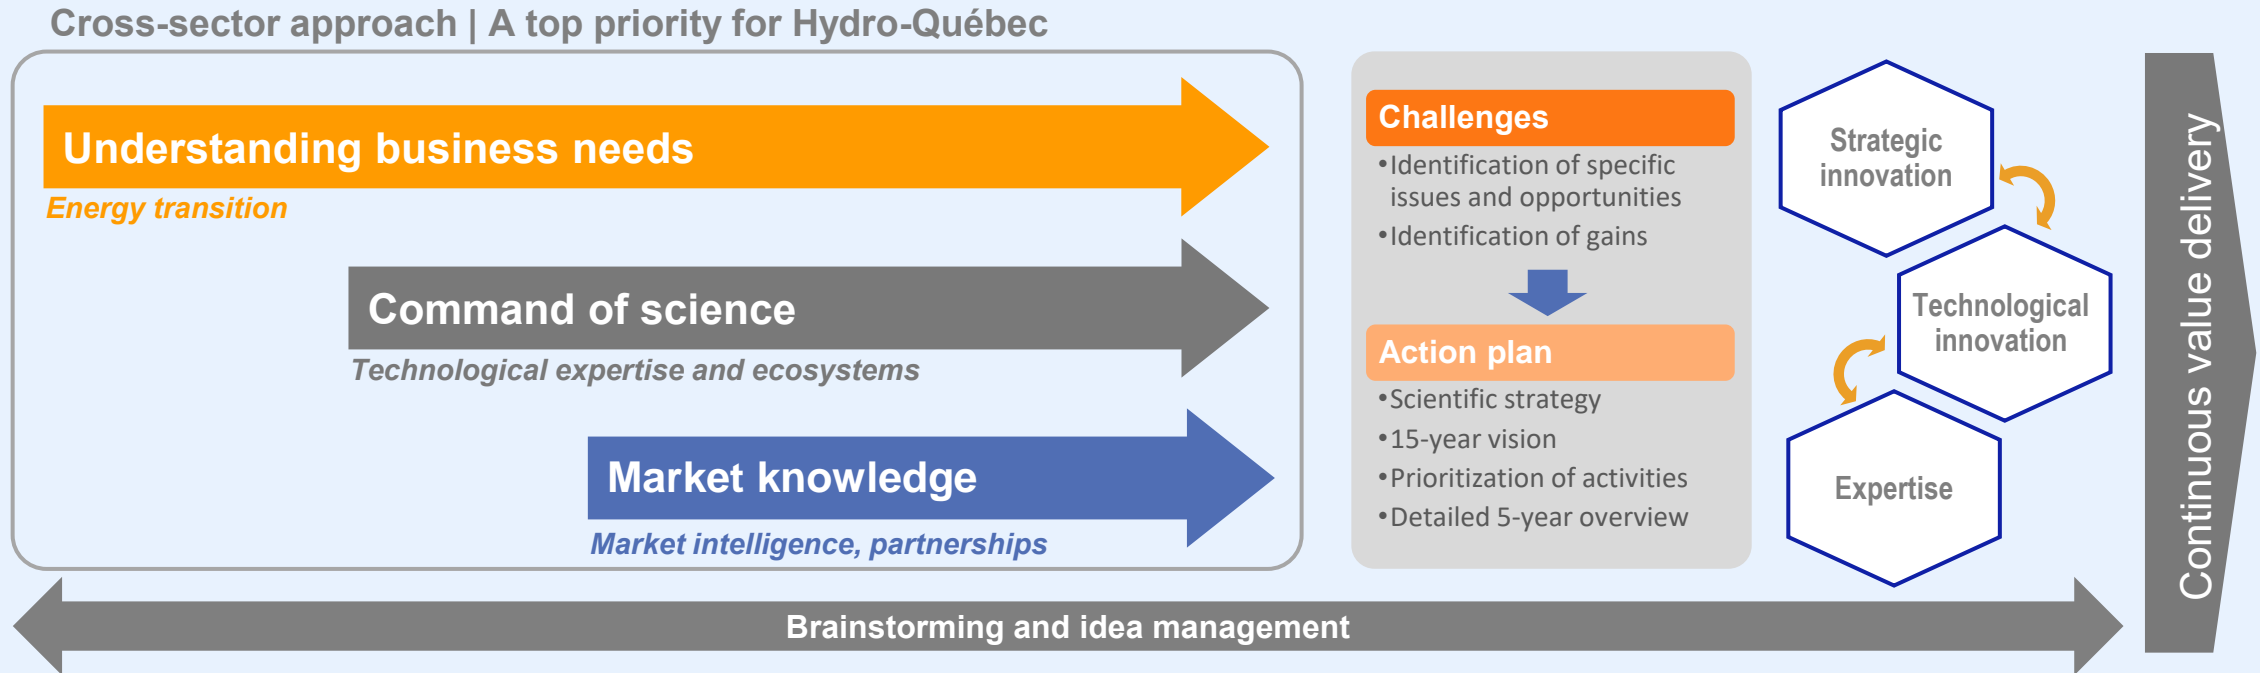 Cross-sector approach | A top priority for Hydro-Québec
Understanding business needs
Energy transition
Command of science
Technological expertise and ecosystems
Market knowledge
Market intelligence, partnerships
Challenges
•Identification of specific
issues and opportunities
•Identification of gains
Action plan
•Scientific strategy
•15-year vision
•Prioritization of activities
•Detailed 5-year overview
Strategic
innovation
Technological
innovation
Expertise
Continuous value delivery
Brainstorming and idea management